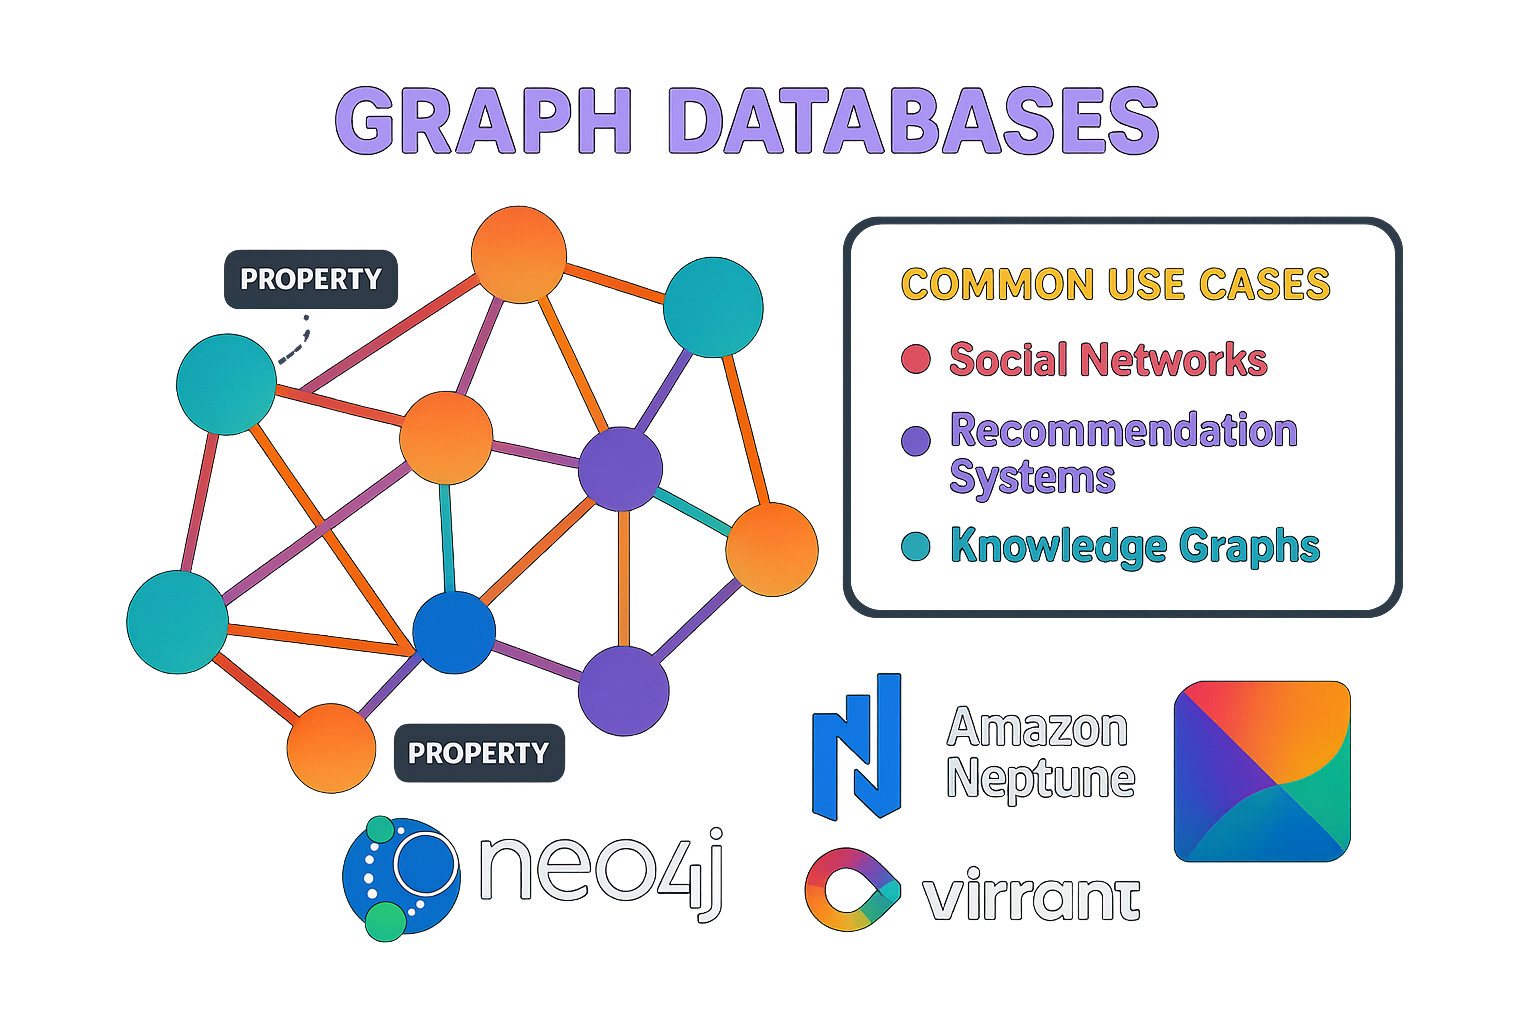 GRAPH DATABASES
PROPERTY
COMMON USE CASES
Social Networks
Recommendation
Systems
Knowledge Graphs
PROPERTY
Amazon
Neptune
neo4j
virrant